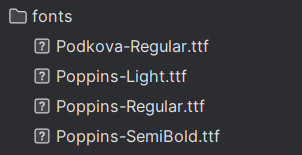 fonts
Podkova-Regular.ttf
Poppins-Light.ttf
Poppins-Regular.ttf
Poppins-SemiBold.ttf